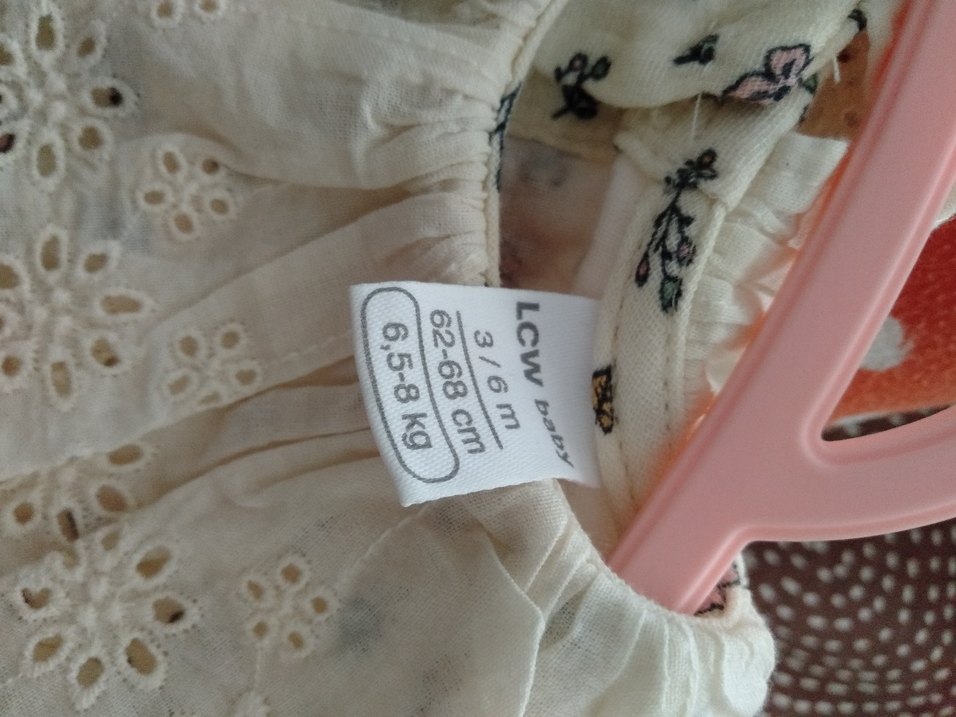 LCW baby
3 / 6 m
62-68 cm
6,5-8 kg